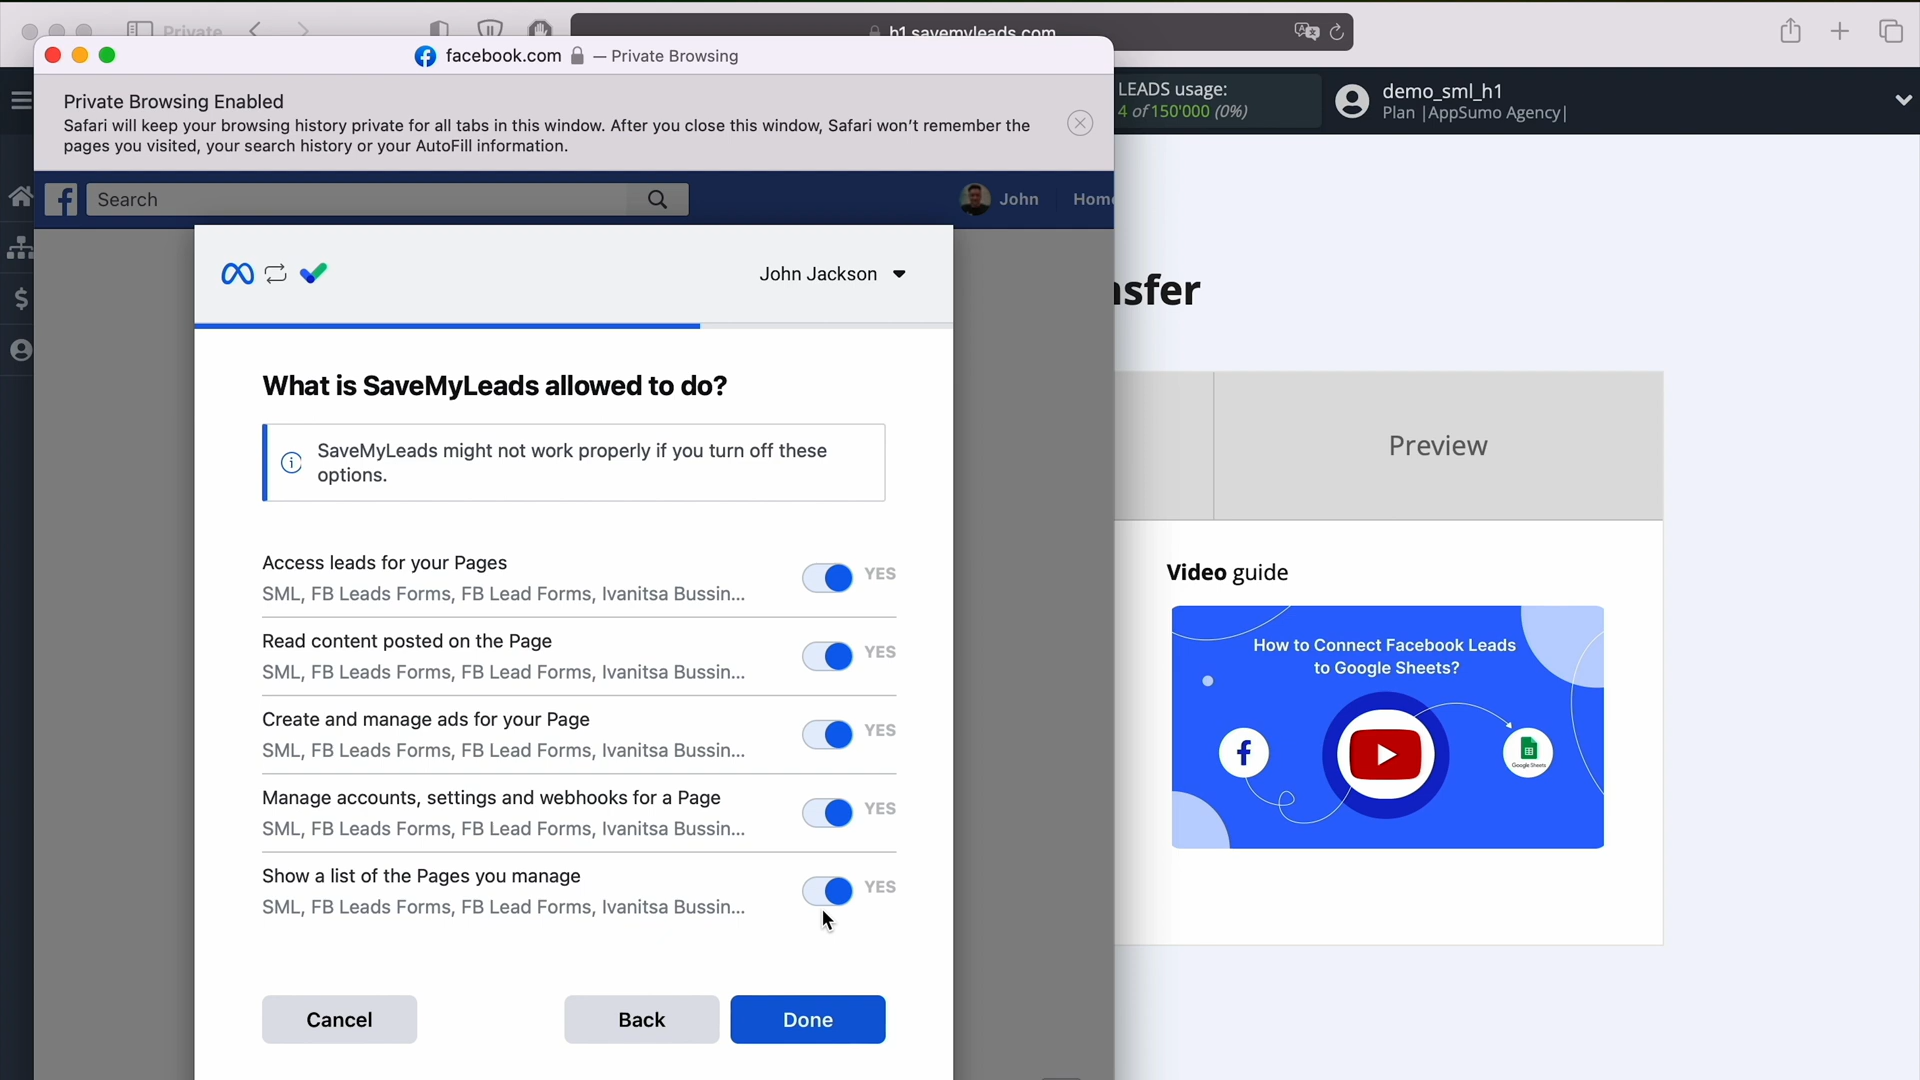 Private
h1.savemyleads.com
facebook.com — Private Browsing
Private Browsing Enabled
Safari will keep your browsing history private for all tabs in this window. After you close this window, Safari won't remember the
pages you visited, your search history or your AutoFill information.
LEADS usage:
4 of 150'000 (0%)
demo_sml_h1
Plan |AppSumo Agency|
Search
John
Home
John Jackson
nsfer
What is SaveMyLeads allowed to do?
SaveMyLeads might not work properly if you turn off these
options.
Preview
Access leads for your Pages
SML, FB Leads Forms, FB Lead Forms, Ivanitsa Bussin...
YES
Read content posted on the Page
SML, FB Leads Forms, FB Lead Forms, Ivanitsa Bussin...
YES
Create and manage ads for your Page
SML, FB Leads Forms, FB Lead Forms, Ivanitsa Bussin...
YES
Manage accounts, settings and webhooks for a Page
SML, FB Leads Forms, FB Lead Forms, Ivanitsa Bussin...
YES
Show a list of the Pages you manage
SML, FB Leads Forms, FB Lead Forms, Ivanitsa Bussin...
YES
Cancel
Back
Done
Video guide
How to Connect Facebook Leads
to Google Sheets?
Google Sheets